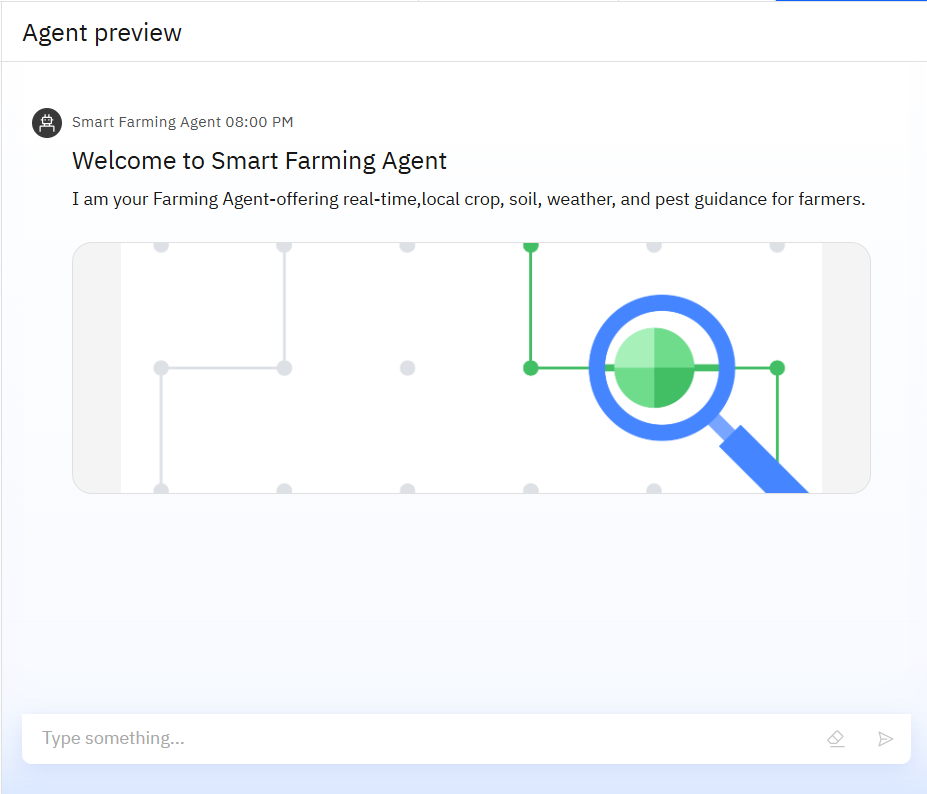 Agent preview
Smart Farming Agent 08:00 PM
Welcome to Smart Farming Agent
I am your Farming Agent-offering real-time,local crop, soil, weather, and pest guidance for farmers.
Type something...